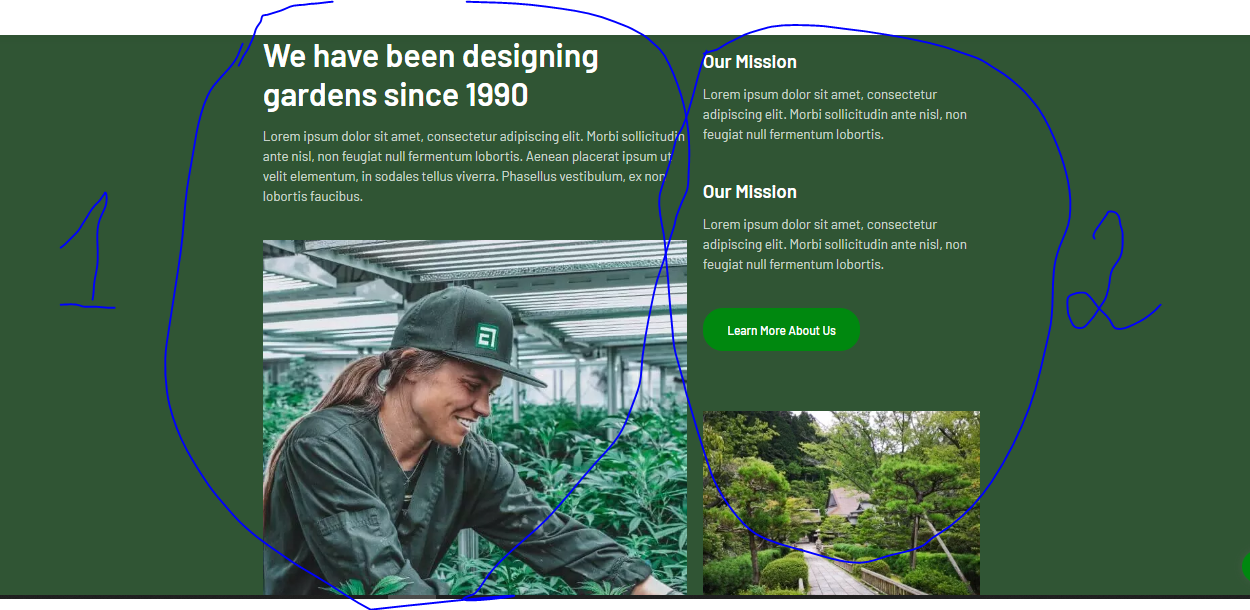 We have been designing
gardens since 1990
Lorem ipsum dolor sit amet, consectetur adipiscing elit. Morbi sollicitudin
ante nisl, non feugiat null fermentum lobortis. Aenean placerat ipsum ut
velit elementum, in sodales tellus viverra. Phasellus vestibulum, ex non
lobortis faucibus.
1
Our MIssion
Lorem ipsum dolor sit amet, consectetur
adipiscing elit. Morbi sollicitudin ante nisl, non
feugiat null fermentum lobortis.
Our MIssion
Lorem ipsum dolor sit amet, consectetur
adipiscing elit. Morbi sollicitudin ante nisl, non
feugiat null fermentum lobortis.
Learn More About Us
2